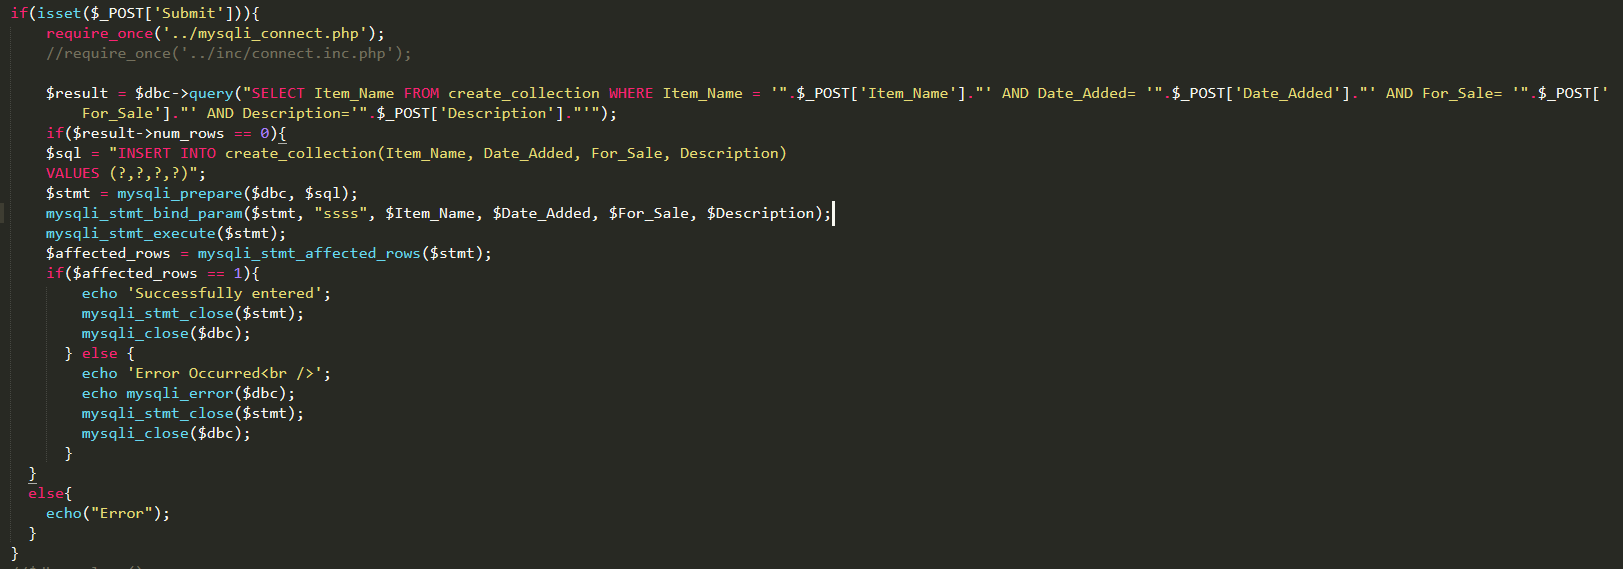 if(isset($_POST['Submit'])){
require_once('../mysqli_connect.php');
//require_once('../inc/connect.inc.php');
$result = $dbc->query("SELECT Item_Name FROM create_collection WHERE Item_Name = '".$_POST['Item_Name']."' AND Date_Added= '".$_POST['Date_Added']."' AND For_Sale= '".$_POST['
For_Sale']."' AND Description='".$_POST['Description']."'");
if($result->num_rows == 0){
$sql = "INSERT INTO create_collection(Item_Name, Date_Added, For_Sale, Description)
VALUES (?,?,?,?)";
$stmt = mysqli_prepare($dbc, $sql);
mysqli_stmt_bind_param($stmt, "ssss", $Item_Name, $Date_Added, $For_Sale, $Description);
mysqli_stmt_execute($stmt);
$affected_rows = mysqli_stmt_affected_rows($stmt);
if($affected_rows == 1){
echo 'Successfully entered';
mysqli_stmt_close($stmt);
mysqli_close($dbc);
} else {
echo 'Error Occurred<br />';
echo mysqli_error($dbc);
mysqli_stmt_close($stmt);
mysqli_close($dbc);
}
}
else{
echo("Error");
}
}